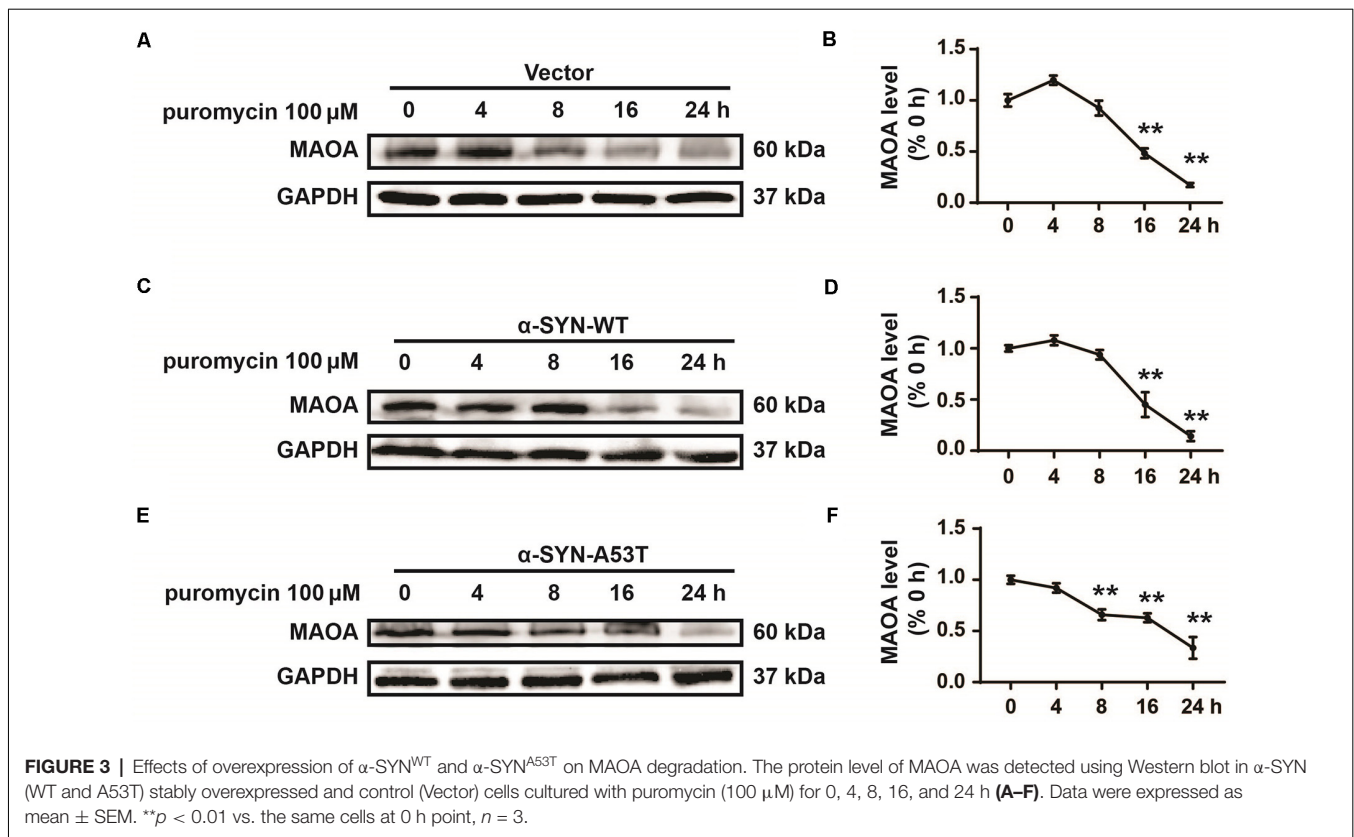 A
Vector
puromycin 100 µM 0 4 8 16 24 h
MAOA 60 kDa
GAPDH 37 kDa
B
MAOA level
(% 0 h)
1.5
1.0
0.5
0.0
**
**
0 4 8 16 24 h
C
α-SYN-WT
puromycin 100 µM 0 4 8 16 24 h
MAOA 60 kDa
GAPDH 37 kDa
D
MAOA level
(% 0 h)
1.5
1.0
0.5
0.0
**
**
0 4 8 16 24 h
E
α-SYN-A53T
puromycin 100 µM 0 4 8 16 24 h
MAOA 60 kDa
GAPDH 37 kDa
F
MAOA level
(% 0 h)
1.5
1.0
0.5
0.0
**
**
**
0 4 8 16 24 h
FIGURE 3 | Effects of overexpression of α-SYN^WT and α-SYN^A53T on MAOA degradation. The protein level of MAOA was detected using Western blot in α-SYN
(WT and A53T) stably overexpressed and control (Vector) cells cultured with puromycin (100 µM) for 0, 4, 8, 16, and 24 h (A–F). Data were expressed as
mean ± SEM. **p < 0.01 vs. the same cells at 0 h point, n = 3.